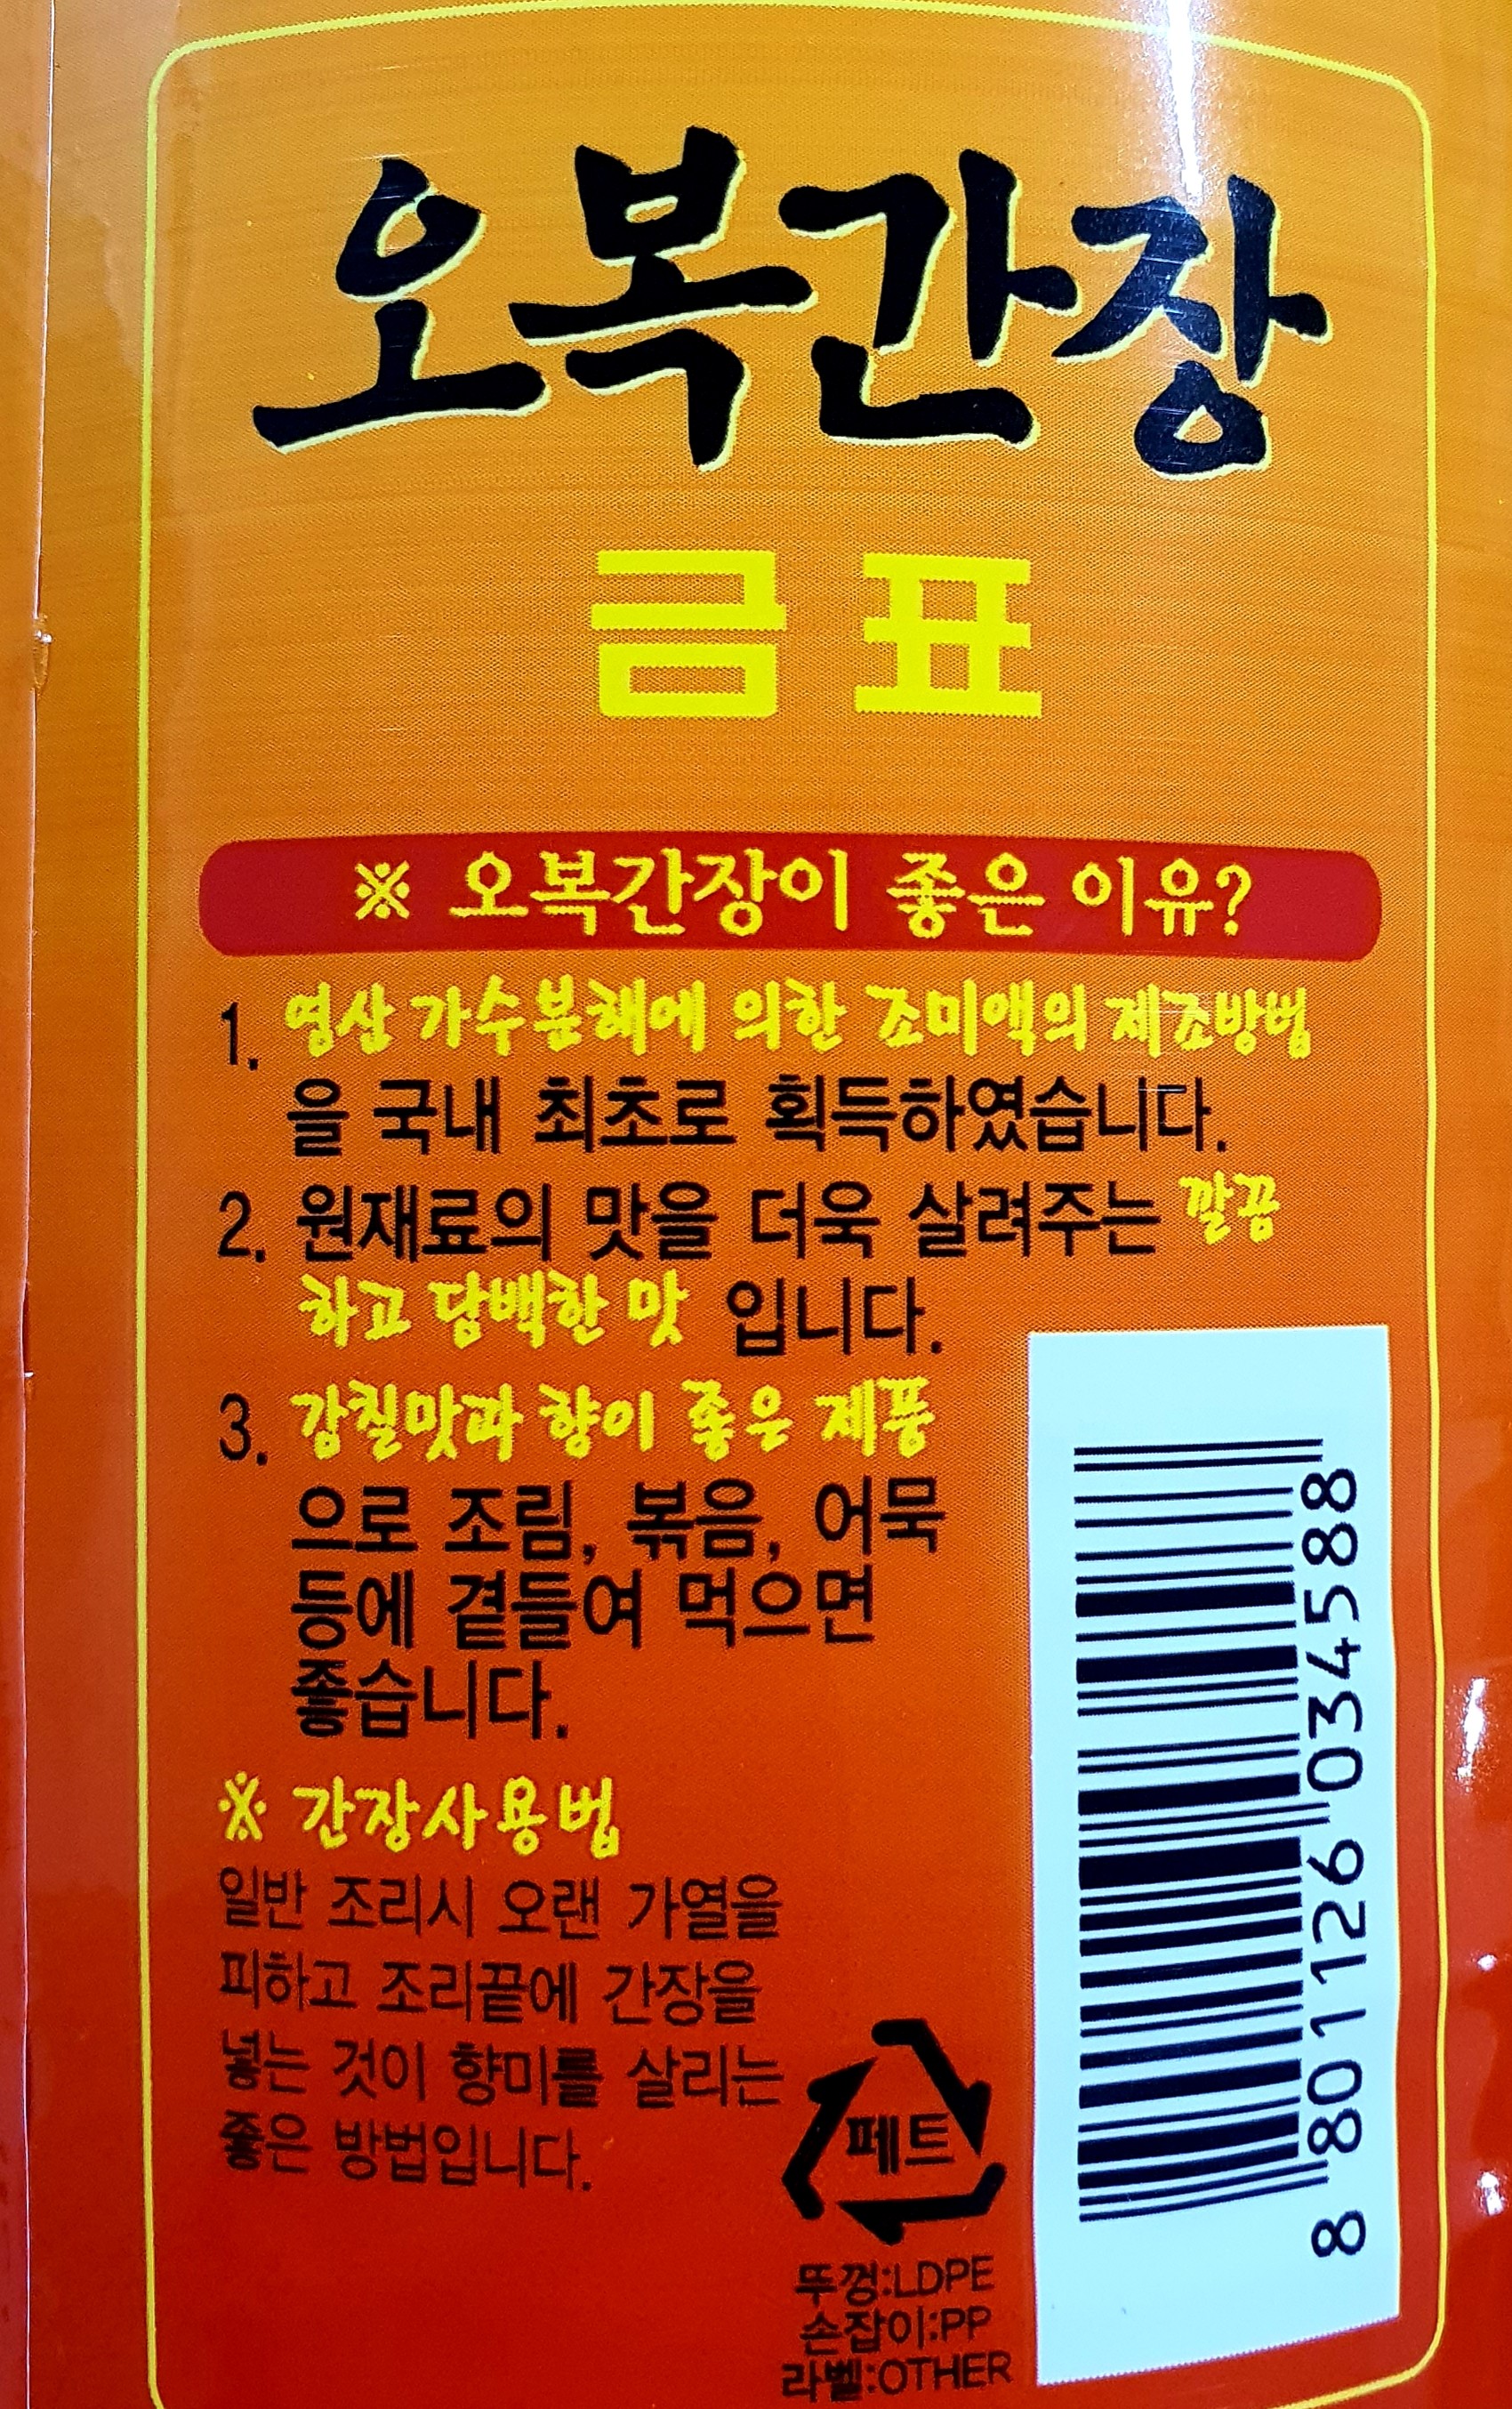 오복간장
금표
※ 오복간장이 좋은 이유?
1. 염산 가수분해에 의한 조미액의 제조방법
을 국내 최초로 획득하였습니다.
2. 원재료의 맛을 더욱 살려주는 깔끔
하고 담백한 맛 입니다.
3. 감칠맛과 향이 좋은 제품
으로 조림, 볶음, 어묵
등에 곁들여 먹으면
좋습니다.
※ 간장사용법
일반 조리시 오랜 가열을
피하고 조리끝에 간장을
넣는 것이 향미를 살리는
좋은 방법입니다.
페트
뚜껑:LDPE
손잡이:PP
라벨:OTHER
8 801126 034588